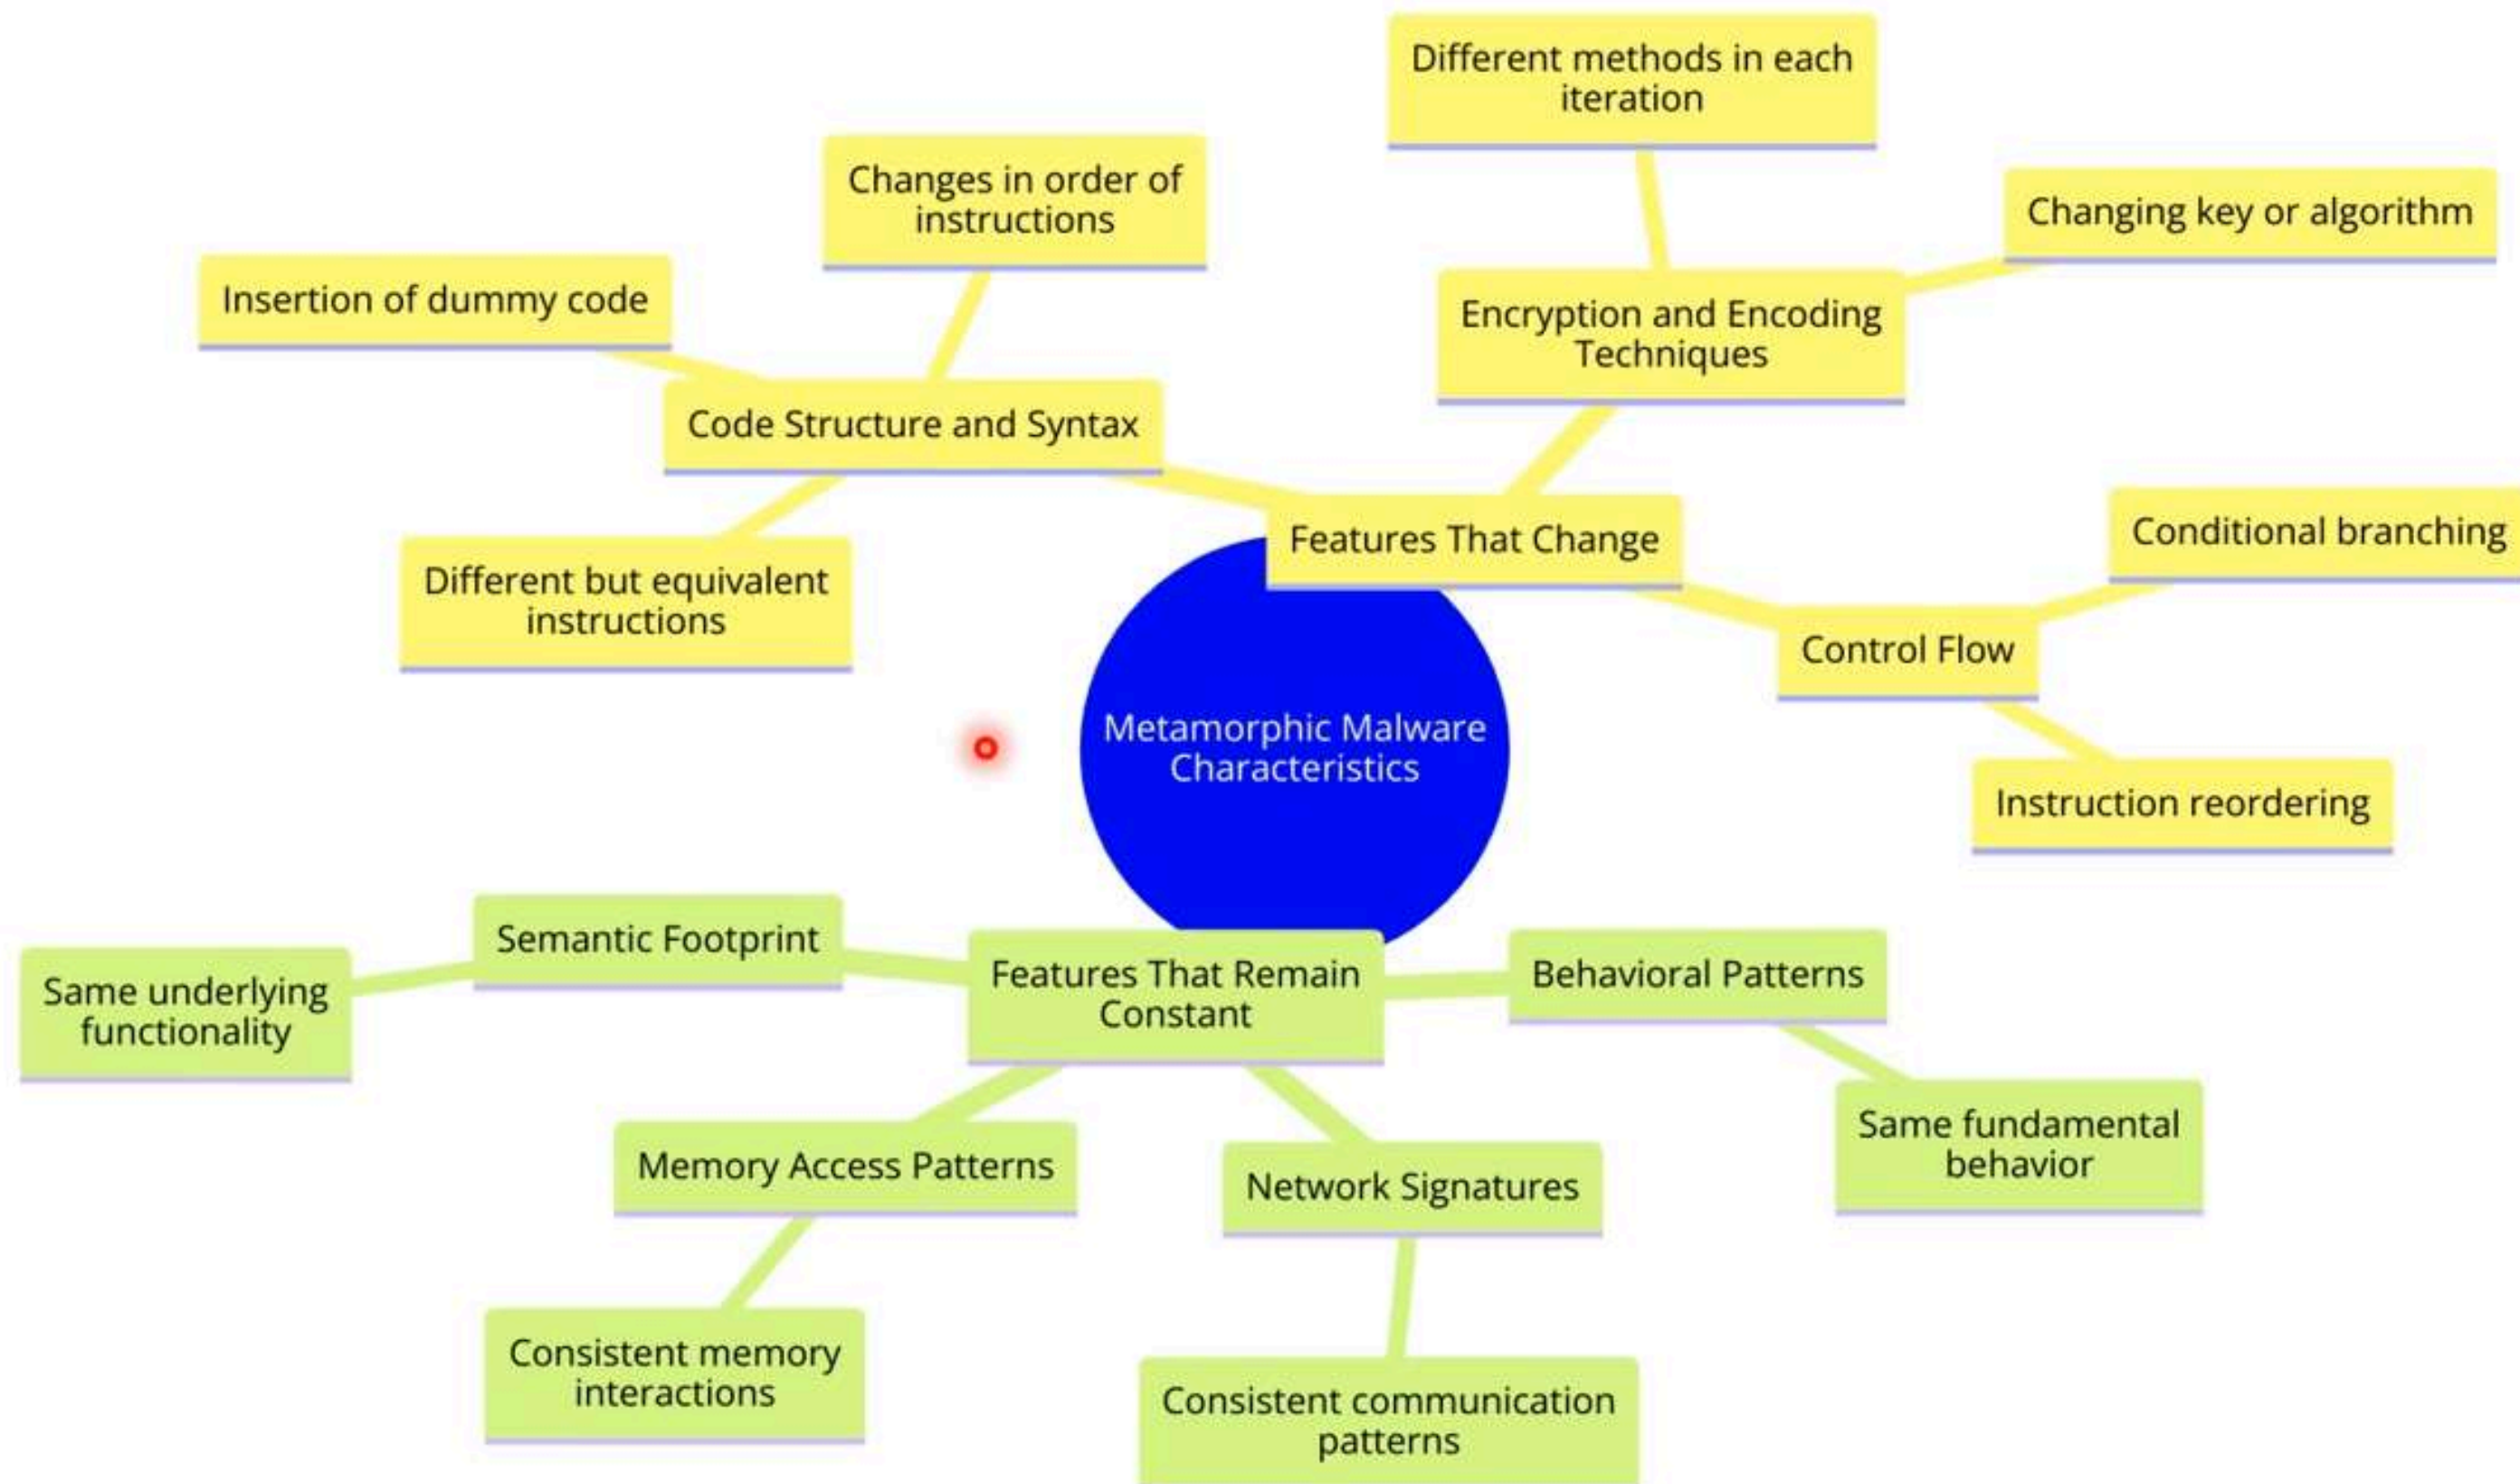 Different methods in each
iteration
Changes in order of
instructions
Changing key or algorithm
Insertion of dummy code
Encryption and Encoding
Techniques
Code Structure and Syntax
Features That Change
Conditional branching
Different but equivalent
instructions
Control Flow
Metamorphic Malware
Characteristics
Instruction reordering
Semantic Footprint
Features That Remain
Constant
Behavioral Patterns
Same underlying
functionality
Same fundamental
behavior
Memory Access Patterns
Network Signatures
Consistent memory
interactions
Consistent communication
patterns